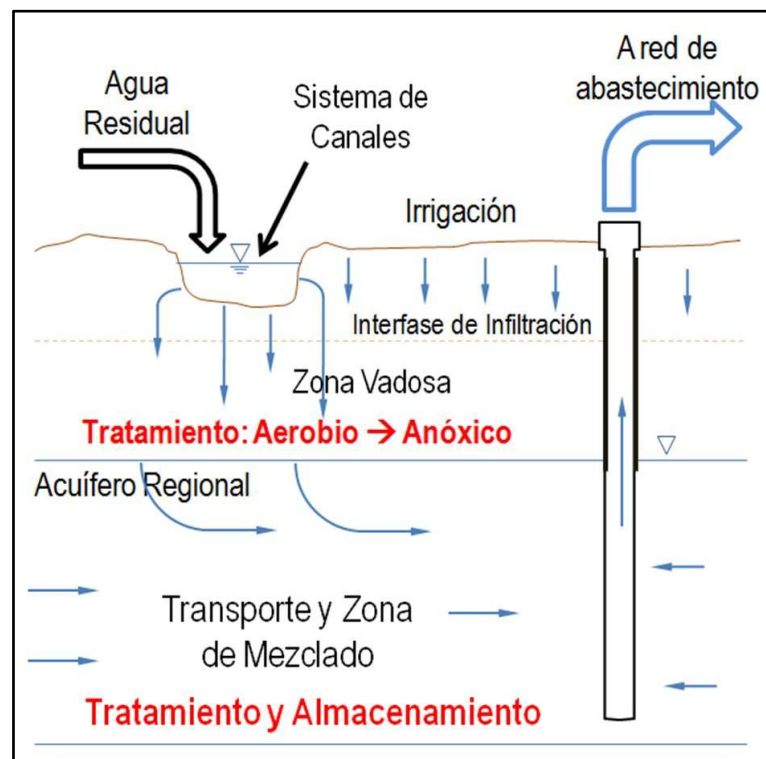 Agua
Residual
Sistema de
Canales
A red de
abastecimiento
Irrigación
Interfase de Infiltración
Zona Vadosa
Tratamiento: Aerobio → Anóxico
Acuífero Regional
Transporte y Zona
de Mezclado
Tratamiento y Almacenamiento